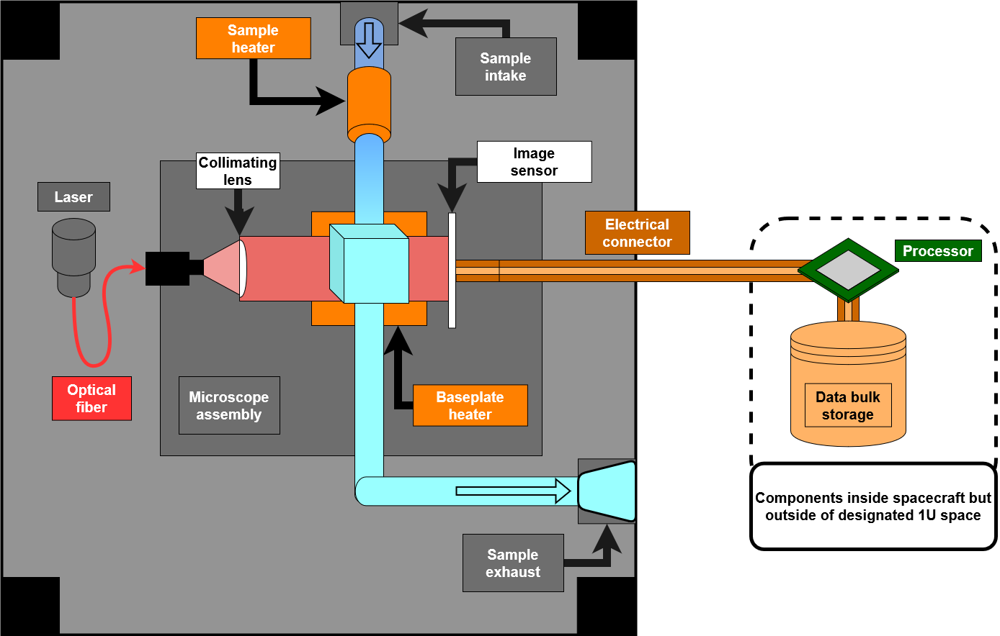 Sample
heater
Sample
intake
Collimating
lens
Image
sensor
Laser
Electrical
connector
Processor
Optical
fiber
Microscope
assembly
Baseplate
heater
Data bulk
storage
Components inside spacecraft but
outside of designated 1U space
Sample
exhaust